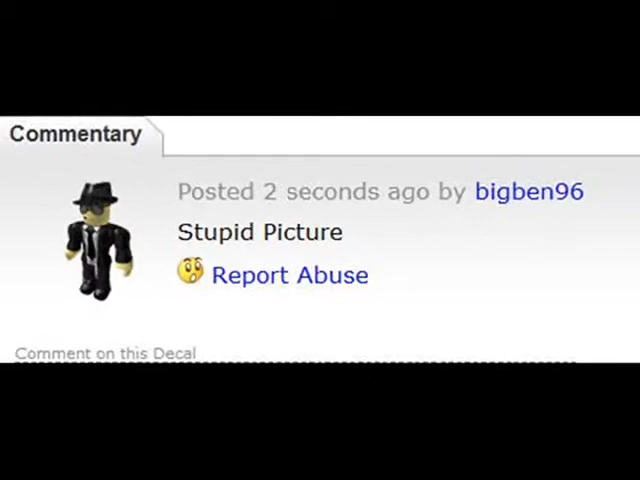 Commentary
Posted 2 seconds ago by bigben96
Stupid Picture
Report Abuse
Comment on this Decal